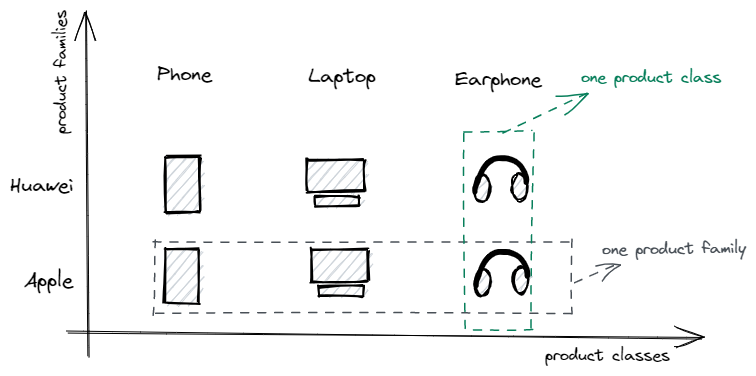 product families
Phone
Laptop
Earphone
one product class
Huawei
one product family
Apple
product classes